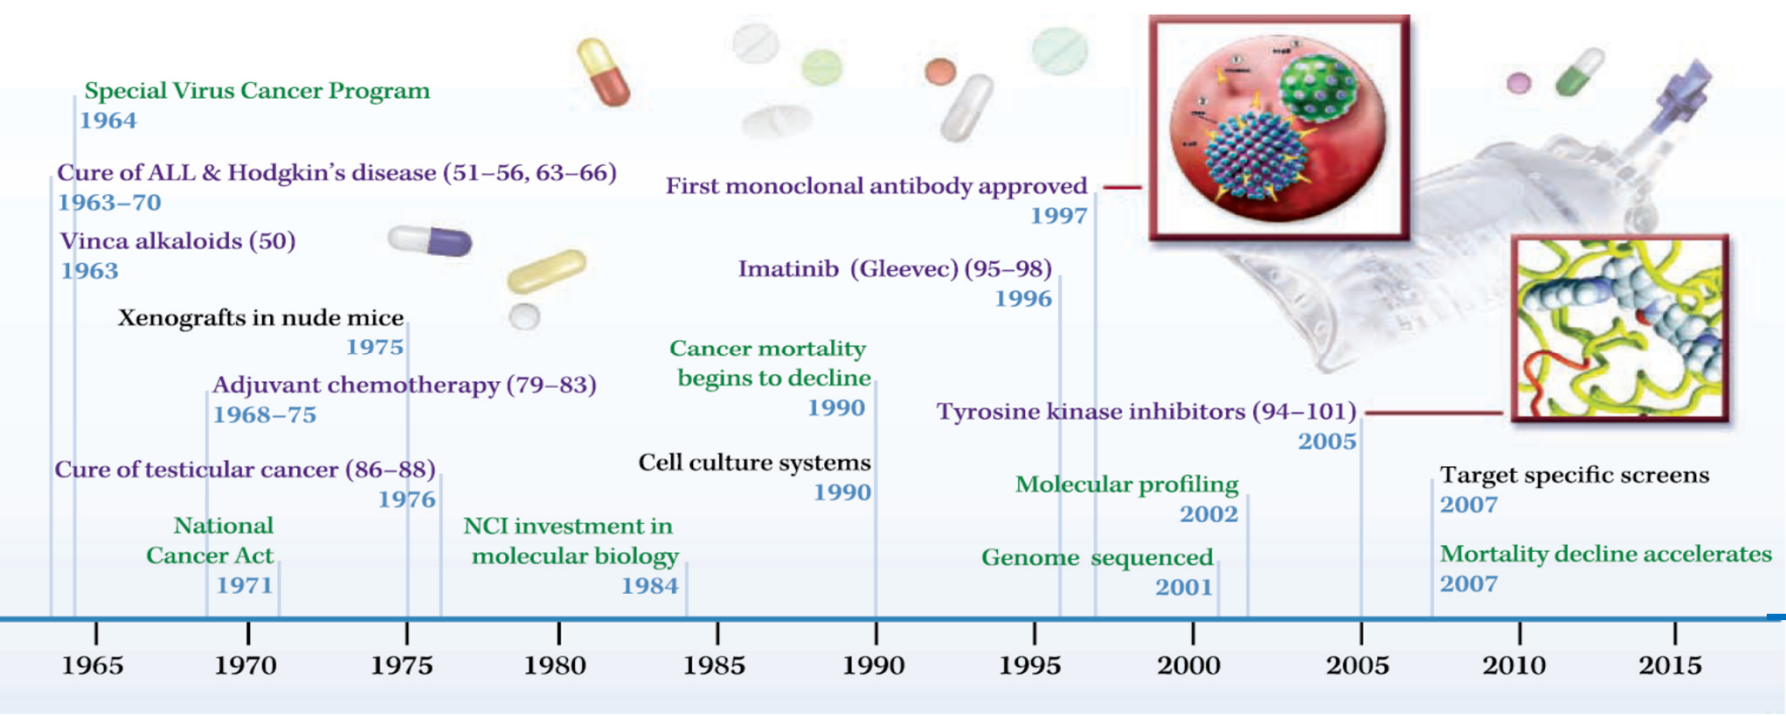 Special Virus Cancer Program
1964
Cure of ALL & Hodgkin's disease (51–56, 63–66)
1963–70
Vinca alkaloids (50)
1963
Xenografts in nude mice
1975
Adjuvant chemotherapy (79–83)
1968–75
Cure of testicular cancer (86–88)
1976
National
Cancer Act
1971
NCI investment in
molecular biology
1984
First monoclonal antibody approved
1997
Imatinib (Gleevec) (95–98)
1996
Cancer mortality
begins to decline
1990
Cell culture systems
1990
Tyrosine kinase inhibitors (94–101)
2005
Molecular profiling
2002
Genome sequenced
2001
Target specific screens
2007
Mortality decline accelerates
2007
1965 1970 1975 1980 1985 1990 1995 2000 2005 2010 2015